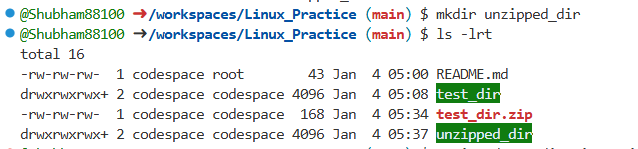 @Shubham88100 ➜/workspaces/Linux_Practice (main) $ mkdir unzipped_dir
@Shubham88100 ➜/workspaces/Linux_Practice (main) $ ls -lrt
total 16
-rw-rw-rw-  1 codespace root        43 Jan  4 05:00 README.md
drwxrwxrwx+ 2 codespace codespace 4096 Jan  4 05:08 test_dir
-rw-rw-rw-  1 codespace codespace  168 Jan  4 05:34 test_dir.zip
drwxrwxrwx+ 2 codespace codespace 4096 Jan  4 05:37 unzipped_dir